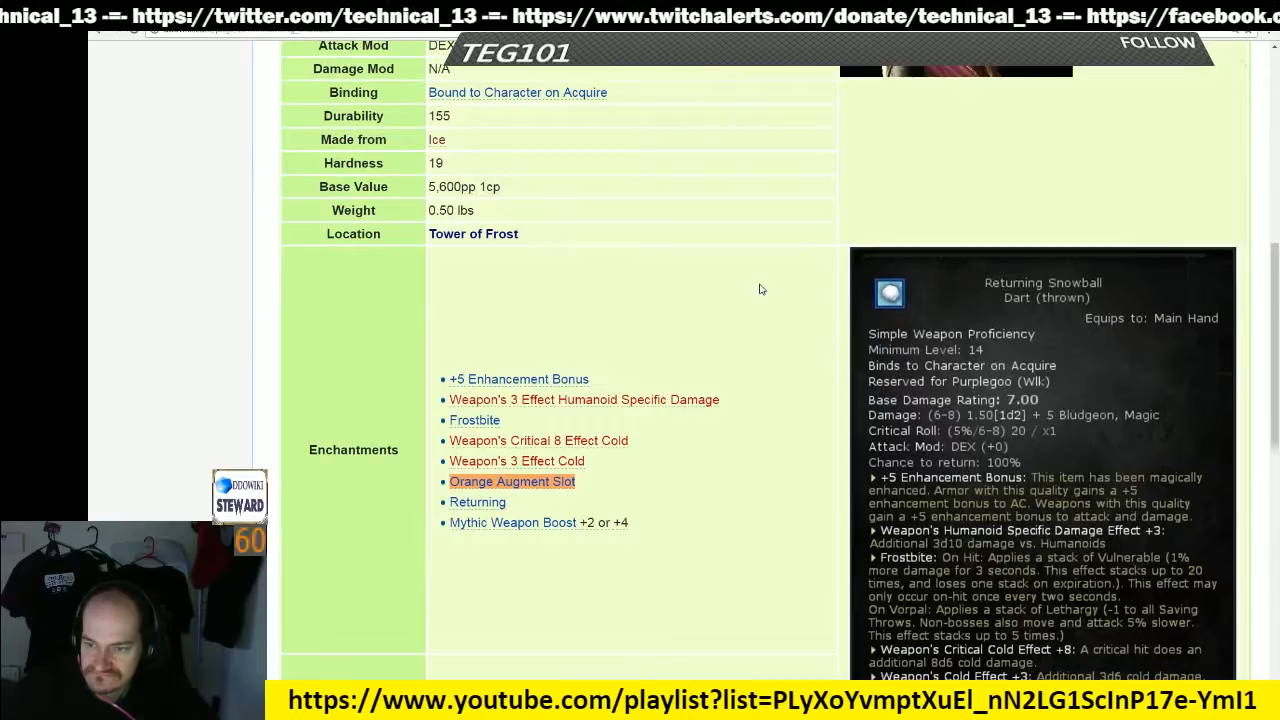 hnical_13 -=- https://twitter.com/technical_13 -=- https://www.twitchalerts.com/donate/technical_13 -=- https://facebook.c
TEG101
FOLLOW
Attack Mod DEX
Damage Mod N/A
Binding Bound to Character on Acquire
Durability 155
Made from Ice
Hardness 19
Base Value 5,600pp 1cp
Weight 0.50 lbs
Location Tower of Frost
Enchantments
• +5 Enhancement Bonus
• Weapon's 3 Effect Humanoid Specific Damage
• Frostbite
• Weapon's Critical 8 Effect Cold
• Weapon's 3 Effect Cold
• Orange Augment Slot
• Returning
• Mythic Weapon Boost +2 or +4
Returning Snowball
Dart (thrown)
Equips to: Main Hand
Simple Weapon Proficiency
Minimum Level: 14
Binds to Character on Acquire
Reserved for Purplegoo (Wlk)
Base Damage Rating: 7.00
Damage: (6-8) 1.50[1d2] + 5 Bludgeon, Magic
Critical Roll: (5%/6-8) 20 / x1
Attack Mod: DEX (+0)
Chance to return: 100%
+5 Enhancement Bonus: This item has been magically
enhanced. Armor with this quality gains a +5
enhancement bonus to AC. Weapons with this quality
gain a +5 enhancement bonus to attack and damage.
Weapon's Humanoid Specific Damage Effect +3:
Additional 3d10 damage vs. Humanoids
Frostbite: On Hit: Applies a stack of Vulnerable (1%
more damage for 3 seconds. This effect stacks up to 20
times, and loses one stack on expiration.). This effect may
only occur on-hit once every two seconds.
On Vorpal: Applies a stack of Lethargy (-1 to all Saving
Throws. Non-bosses also move and attack 5% slower.
This effect stacks up to 5 times.)
Weapon's Critical Cold Effect +8: A critical hit does an
additional 8d6 cold damage.
Weapon's Cold Effect +3: Additional 3d6 cold damage.
DDOWIKI
STEWARD
60
https://www.youtube.com/playlist?list=PLyXoYvmptXuEl_nN2LG1ScInP17e-YmI1